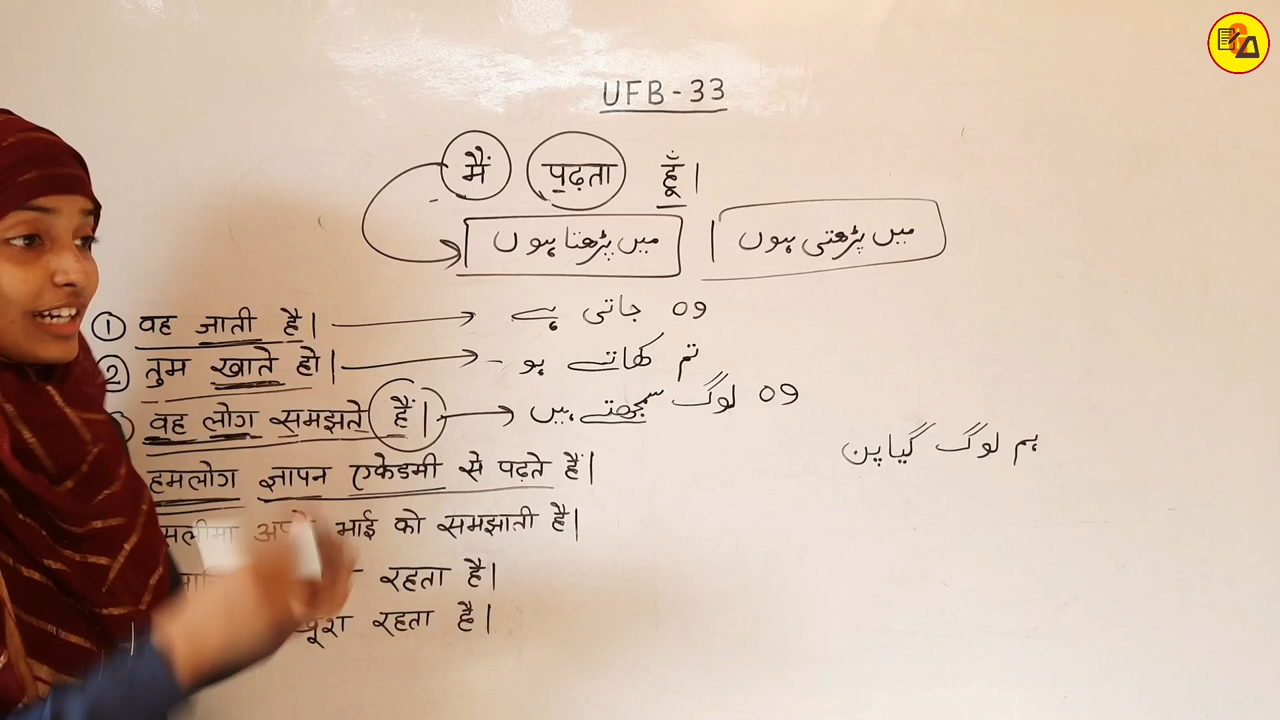 UFB-33
मैं पढ़ता हूँ।
میں پڑھتا ہوں | میں پڑھتی ہوں
① वह जाती है। → وہ جاتی ہے
② तुम खाते हो। → تم کھاتے ہو -
वह लोग समझते हैं। → وہ لوگ سمجھتے ہیں
ہم لوگ گیاپن
हमलोग ज्ञापन एकेडमी से पढ़ते हैं।
भाई को समझाती है।
रहता है।
खुश रहता है।